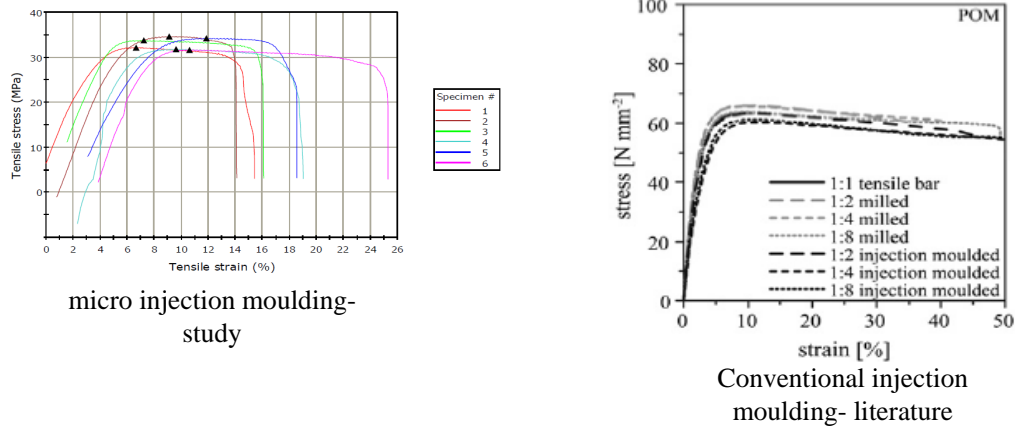 40
30
20
10
0
Tensile stress (MPa)
0 2 4 6 8 10 12 14 16 18 20 22 24 26
Tensile strain (%)
Specimen #
1
2
3
4
5
6
micro injection moulding-
study
POM
100
80
60
40
20
0
stress [N mm-2]
1:1 tensile bar
1:2 milled
1:4 milled
1:8 milled
1:2 injection moulded
1:4 injection moulded
1:8 injection moulded
0 10 20 30 40 50
strain [%]
Conventional injection
moulding- literature